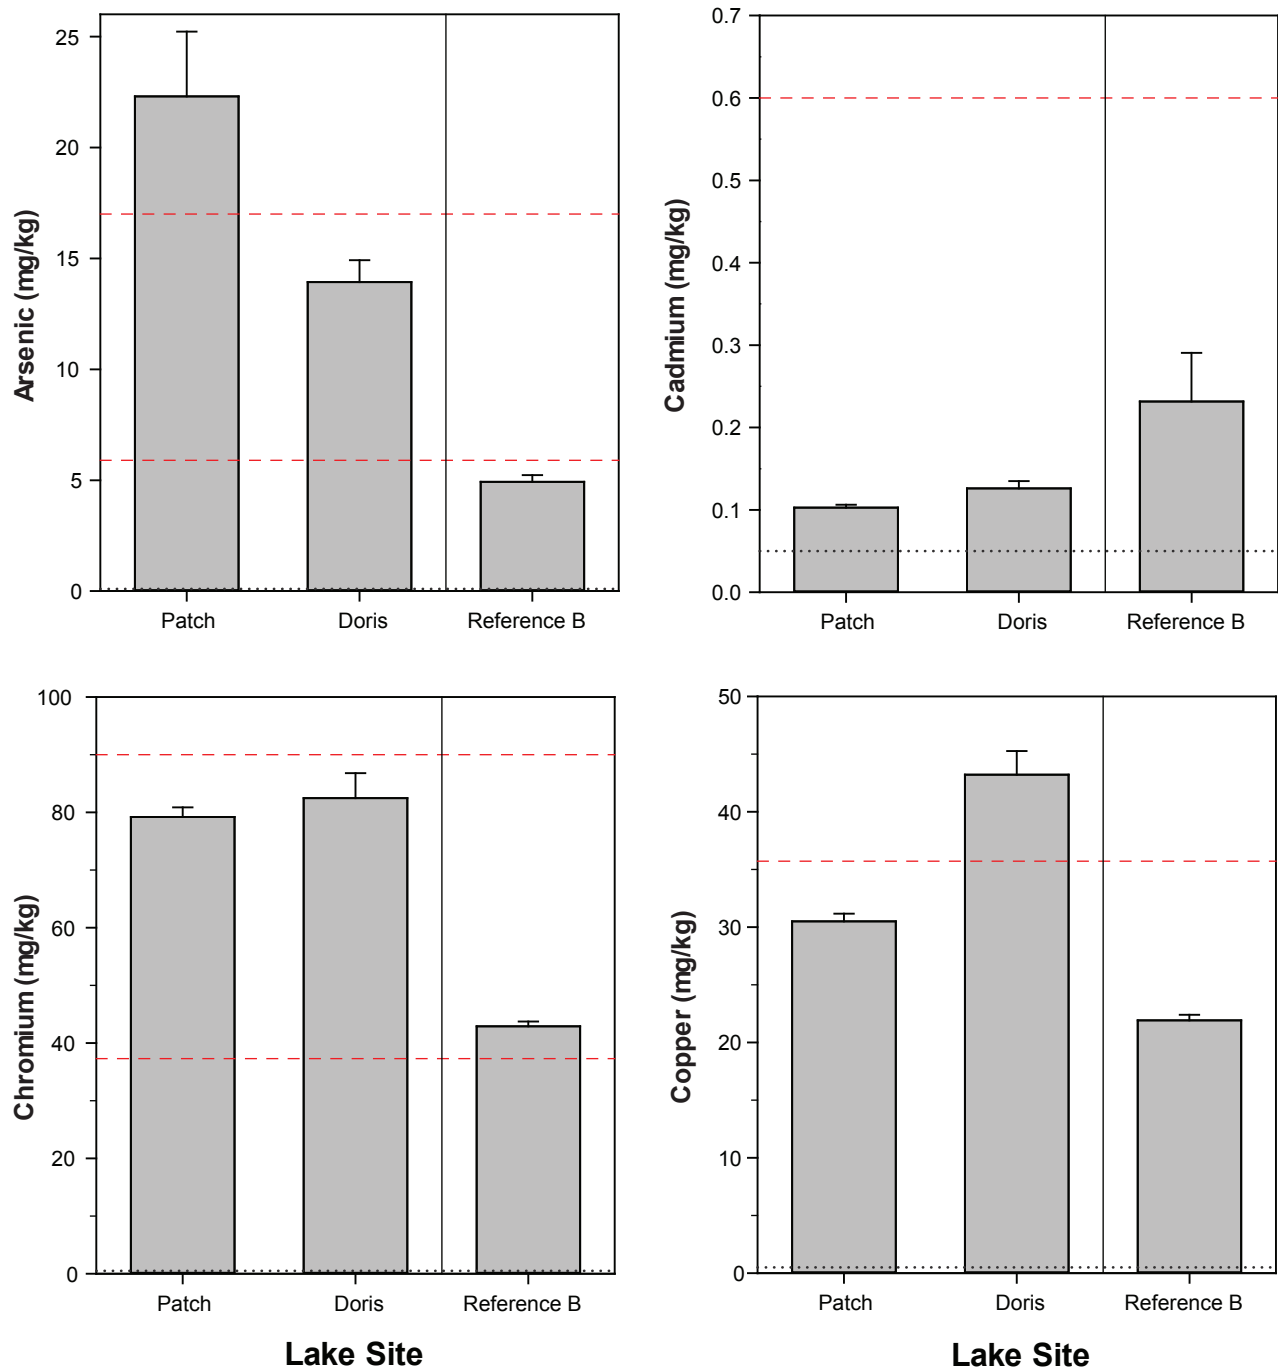 Arsenic (mg/kg)
25
20
15
10
5
0
Patch Doris Reference B
Cadmium (mg/kg)
0.7
0.6
0.5
0.4
0.3
0.2
0.1
0.0
Patch Doris Reference B
Chromium (mg/kg)
100
80
60
40
20
0
Patch Doris Reference B
Lake Site
Copper (mg/kg)
50
40
30
20
10
0
Patch Doris Reference B
Lake Site